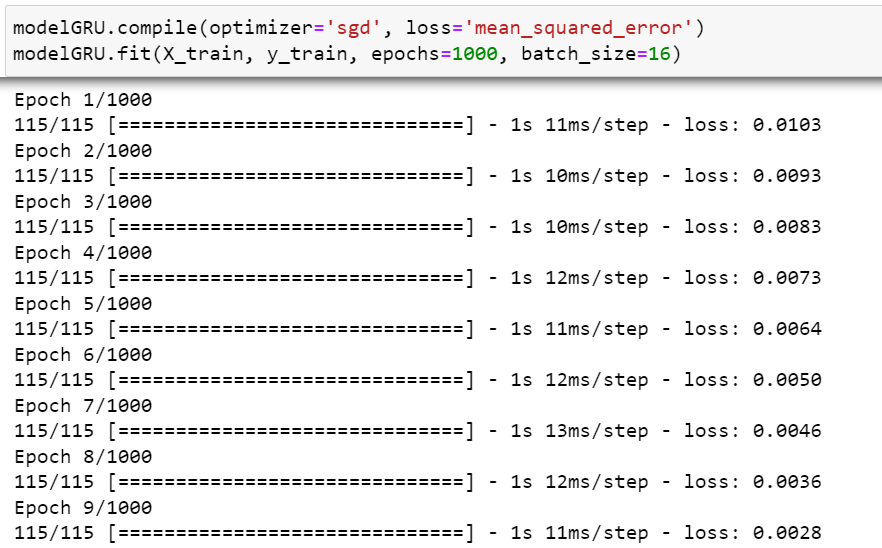 modelGRU.compile(optimizer='sgd', loss='mean_squared_error')
modelGRU.fit(X_train, y_train, epochs=1000, batch_size=16)
Epoch 1/1000
115/115 [==============================] - 1s 11ms/step - loss: 0.0103
Epoch 2/1000
115/115 [==============================] - 1s 10ms/step - loss: 0.0093
Epoch 3/1000
115/115 [==============================] - 1s 10ms/step - loss: 0.0083
Epoch 4/1000
115/115 [==============================] - 1s 12ms/step - loss: 0.0073
Epoch 5/1000
115/115 [==============================] - 1s 11ms/step - loss: 0.0064
Epoch 6/1000
115/115 [==============================] - 1s 12ms/step - loss: 0.0050
Epoch 7/1000
115/115 [==============================] - 1s 13ms/step - loss: 0.0046
Epoch 8/1000
115/115 [==============================] - 1s 12ms/step - loss: 0.0036
Epoch 9/1000
115/115 [==============================] - 1s 11ms/step - loss: 0.0028